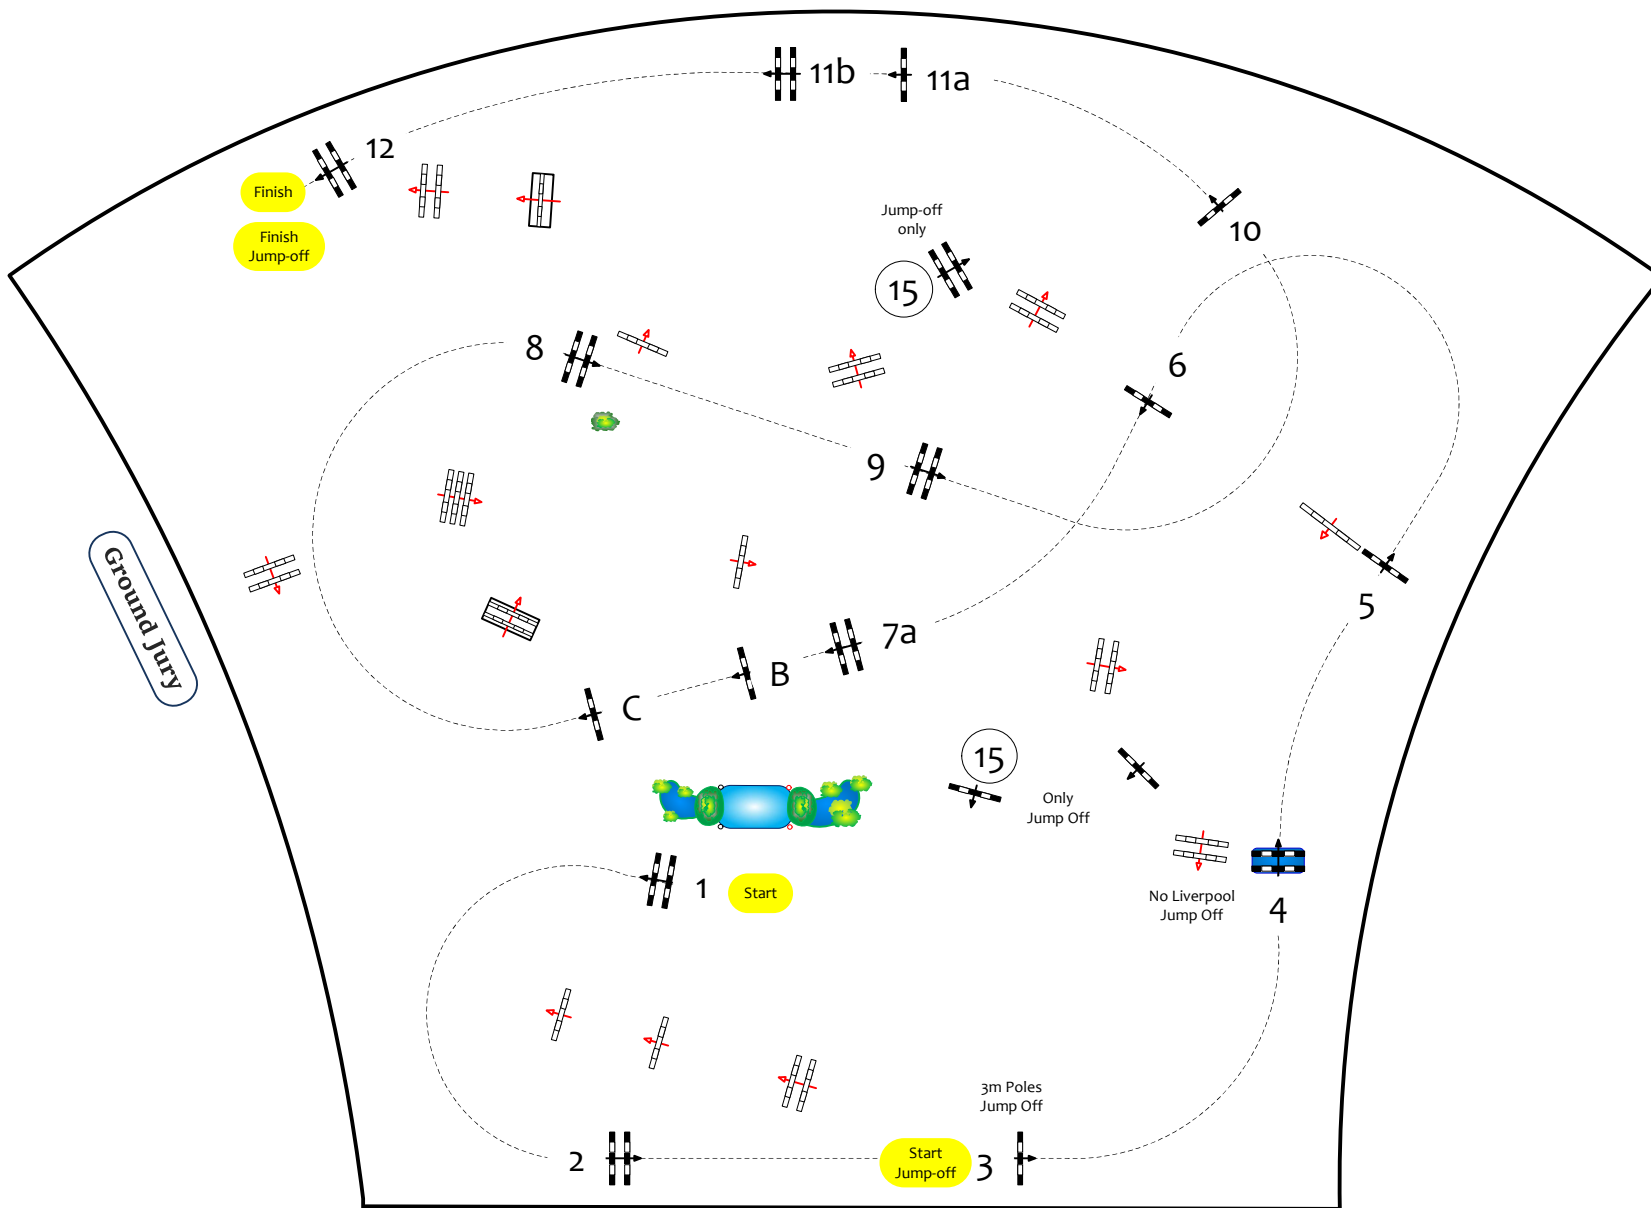 11b
11a
12
Finish
Finish
Jump-off
10
Jump-off
only
15
8
6
9
Ground Jury
5
7a
B
C
15
Only
Jump Off
1
Start
No Liverpool
Jump Off
4
3m Poles
Jump Off
2
Start
Jump-off
3